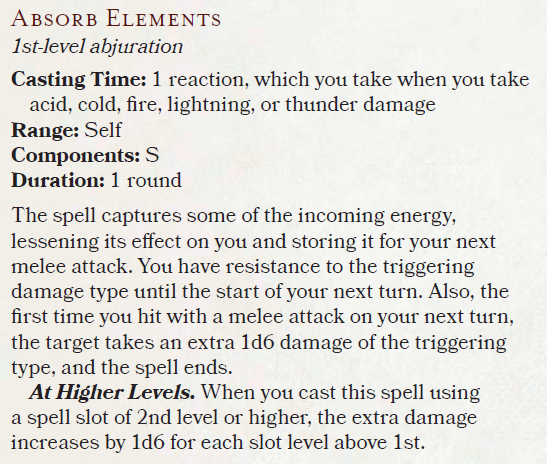 Absorb Elements
1st-level abjuration
Casting Time: 1 reaction, which you take when you take
acid, cold, fire, lightning, or thunder damage
Range: Self
Components: S
Duration: 1 round
The spell captures some of the incoming energy,
lessening its effect on you and storing it for your next
melee attack. You have resistance to the triggering
damage type until the start of your next turn. Also, the
first time you hit with a melee attack on your next turn,
the target takes an extra 1d6 damage of the triggering
type, and the spell ends.
At Higher Levels. When you cast this spell using
a spell slot of 2nd level or higher, the extra damage
increases by 1d6 for each slot level above 1st.